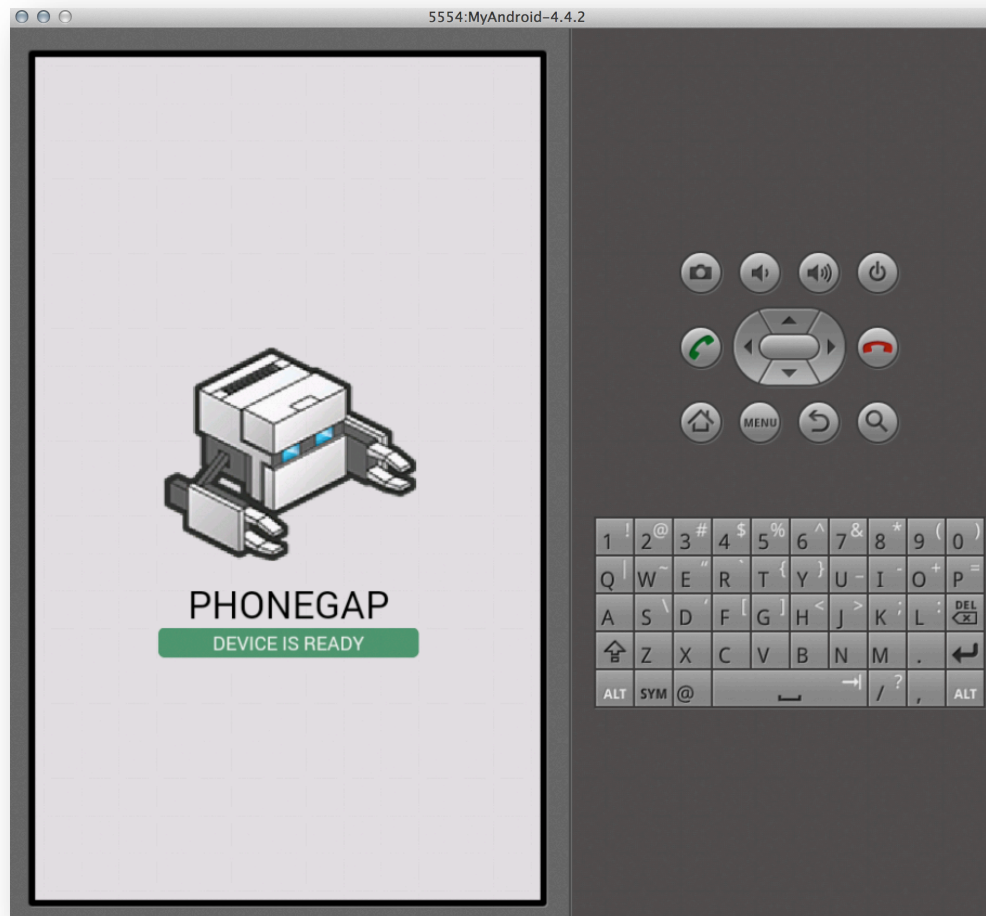 5554:MyAndroid-4.4.2
PHONEGAP
DEVICE IS READY
MENU
1 ! 2 @ 3 # 4 $ 5 % 6 ^ 7 & 8 * 9 ( 0 )
Q | W ~ E " R ` T { Y } U _ I - O + P =
A S \ D ' F [ G ] H < J > K ; L : DEL
Z X C V B N M .
ALT SYM @ / ? , ALT